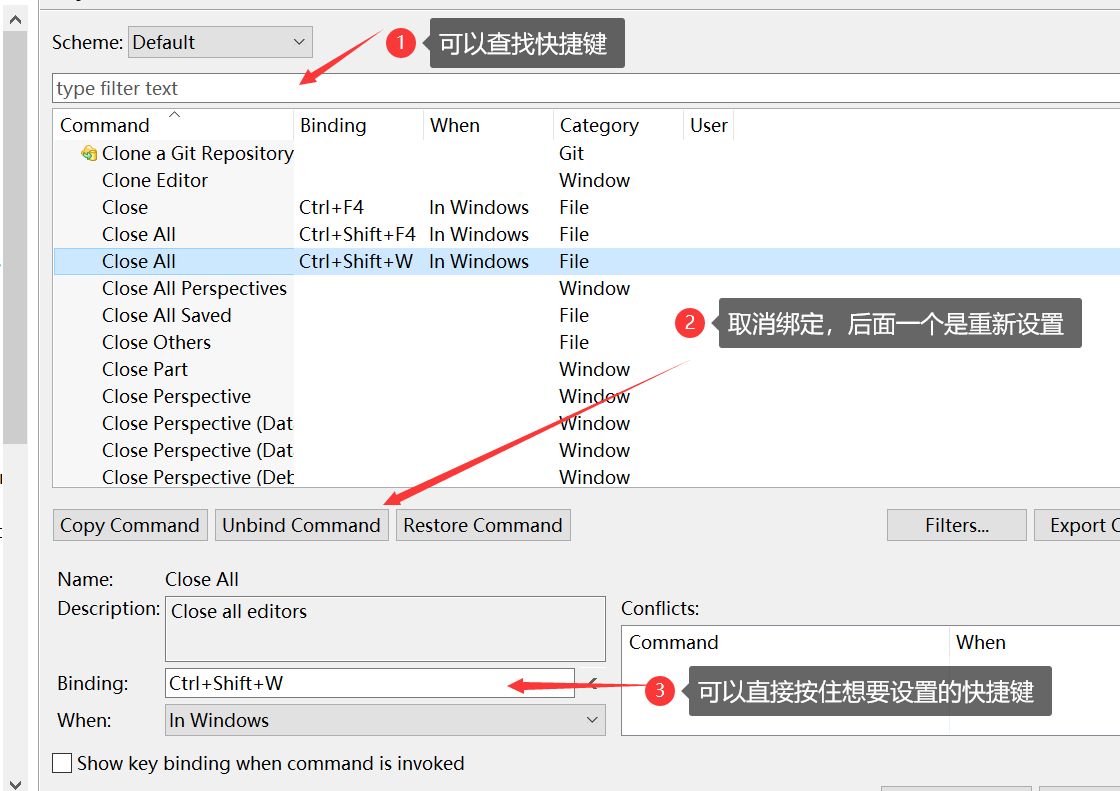 Scheme: Default
1 可以查找快捷键
type filter text
Command Binding When Category User
Clone a Git Repository Git
Clone Editor Window
Close Ctrl+F4 In Windows File
Close All Ctrl+Shift+F4 In Windows File
Close All Ctrl+Shift+W In Windows File
Close All Perspectives Window
Close All Saved File
2 取消绑定，后面一个是重新设置
Close Others File
Close Part Window
Close Perspective Window
Close Perspective (Dat Window
Close Perspective (Dat Window
Close Perspective (Deb Window
Copy Command Unbind Command Restore Command Filters... Export
Name: Close All
Description: Close all editors
Conflicts:
Command When
Binding: Ctrl+Shift+W
3 可以直接按住想要设置的快捷键
When: In Windows
Show key binding when command is invoked